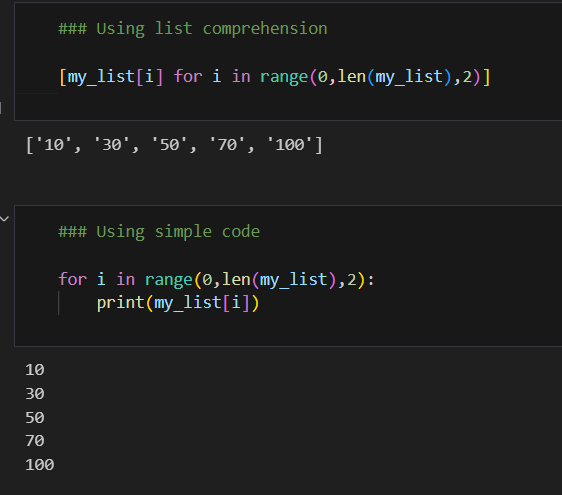 ### Using list comprehension
[my_list[i] for i in range(0,len(my_list),2)]
['10', '30', '50', '70', '100']
### Using simple code
for i in range(0,len(my_list),2):
    print(my_list[i])
10
30
50
70
100